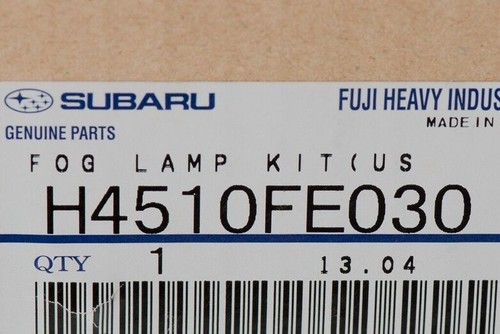 SUBARU
FUJI HEAVY INDUS
MADE IN
GENUINE PARTS
FOG LAMP KIT(US
H4510FE030
QTY 1 13.04